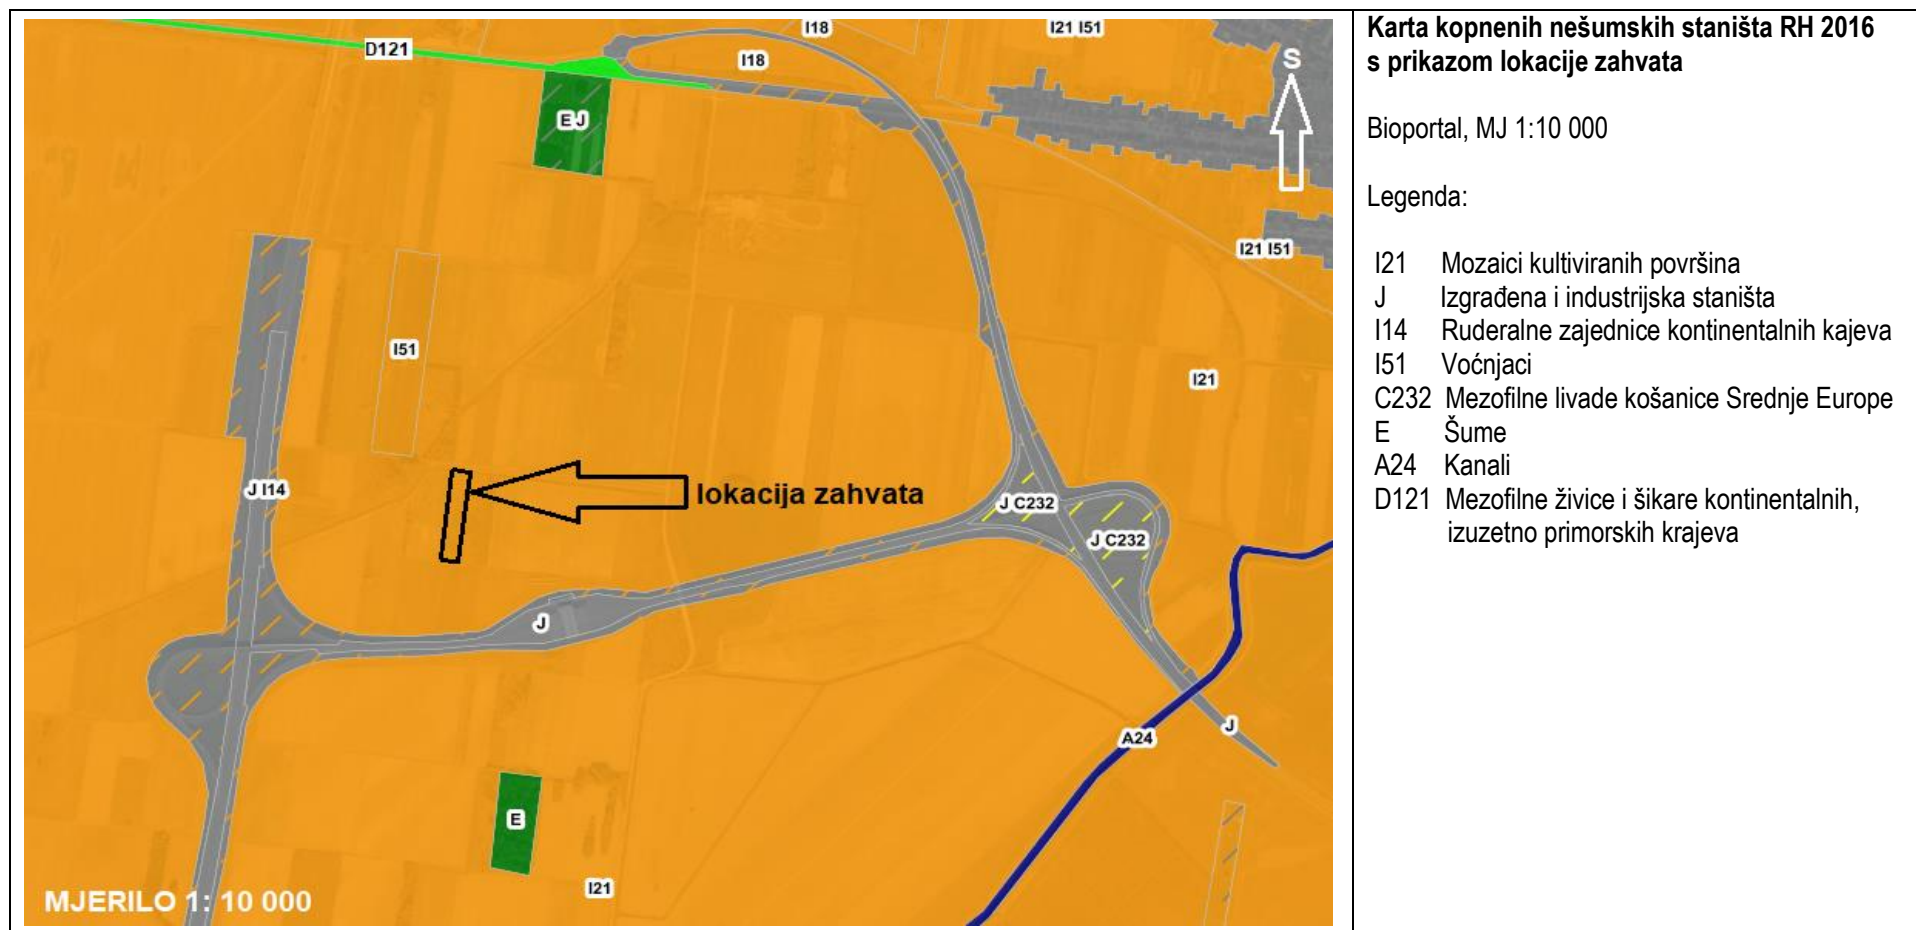 I18
I21 I51
D121
I18
S
E J
I21 I51
I51
I21
J I14
lokacija zahvata
J C232
J C232
J
J
A24
E
I21
MJERILO 1: 10 000
Karta kopnenih nešumskih staništa RH 2016
s prikazom lokacije zahvata
Bioportal, MJ 1:10 000
Legenda:
I21 Mozaici kultiviranih površina
J Izgrađena i industrijska staništa
I14 Ruderalne zajednice kontinentalnih kajeva
I51 Voćnjaci
C232 Mezofilne livade košanice Srednje Europe
E Šume
A24 Kanali
D121 Mezofilne živice i šikare kontinentalnih,
izuzetno primorskih krajeva